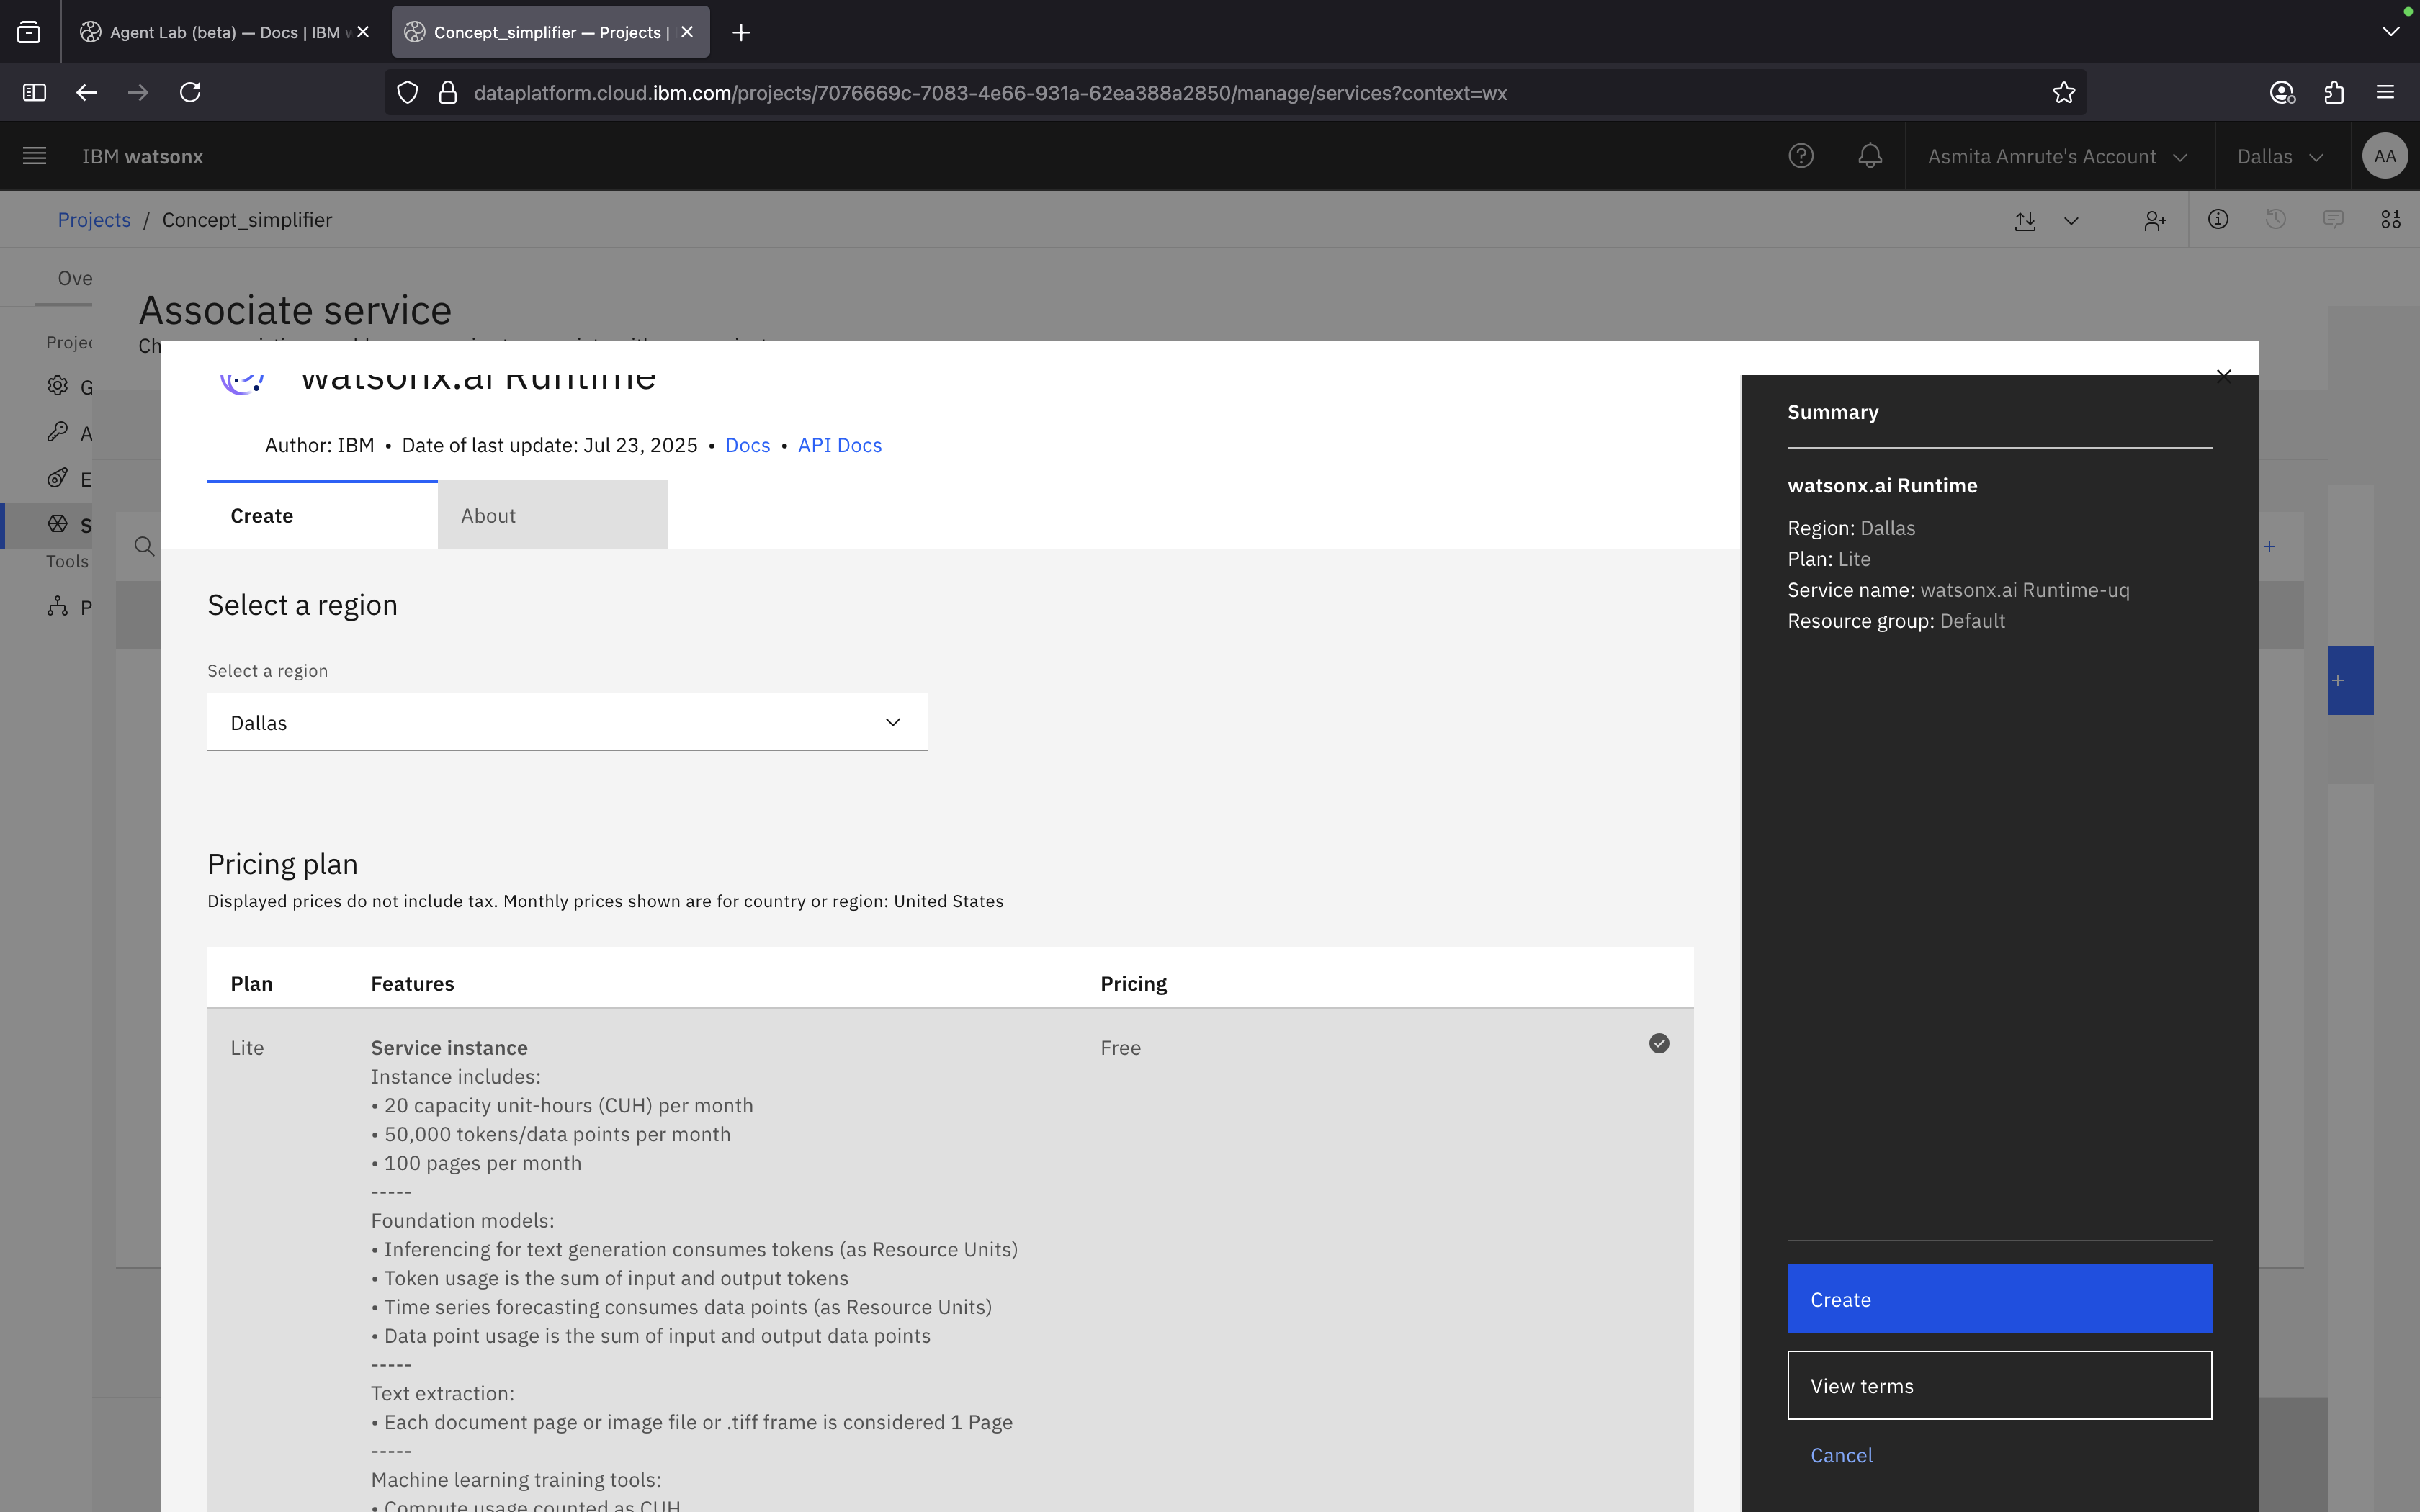 Agent Lab (beta) — Docs | IBM w
Concept_simplifier — Projects |
dataplatform.cloud.ibm.com/projects/7076669c-7083-4e66-931a-62ea388a2850/manage/services?context=wx
IBM watsonx
Asmita Amrute's Account
Dallas
AA
Projects / Concept_simplifier
Ove
Associate service
Projec
G
A
E
S
Tools
P
watsonx.ai Runtime
Author: IBM • Date of last update: Jul 23, 2025 • Docs • API Docs
Create
About
Select a region
Select a region
Dallas
Pricing plan
Displayed prices do not include tax. Monthly prices shown are for country or region: United States
Plan Features Pricing
Lite Service instance Free
Instance includes:
• 20 capacity unit-hours (CUH) per month
• 50,000 tokens/data points per month
• 100 pages per month
-----
Foundation models:
• Inferencing for text generation consumes tokens (as Resource Units)
• Token usage is the sum of input and output tokens
• Time series forecasting consumes data points (as Resource Units)
• Data point usage is the sum of input and output data points
-----
Text extraction:
• Each document page or image file or .tiff frame is considered 1 Page
-----
Machine learning training tools:
• Compute usage counted as CUH
Summary
watsonx.ai Runtime
Region: Dallas
Plan: Lite
Service name: watsonx.ai Runtime-uq
Resource group: Default
Create
View terms
Cancel